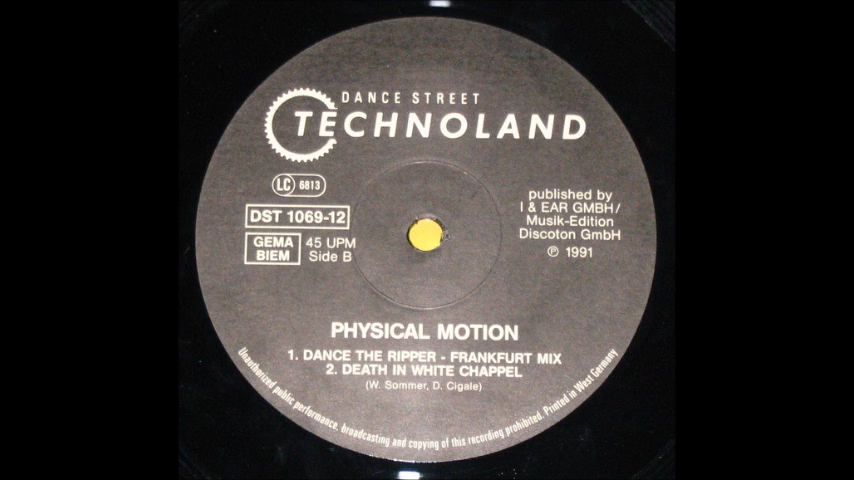 DANCE STREET
TECHNOLAND
LC 6813
DST 1069-12
GEMA
BIEM
45 UPM
Side B
published by
I & EAR GMBH/
Musik-Edition
Discoton GmbH
℗ 1991
PHYSICAL MOTION
1. DANCE THE RIPPER - FRANKFURT MIX
2. DEATH IN WHITE CHAPPEL
(W. Sommer, D. Cigale)
Unauthorized public performance, broadcasting and copying of this recording prohibited. Printed in West Germany